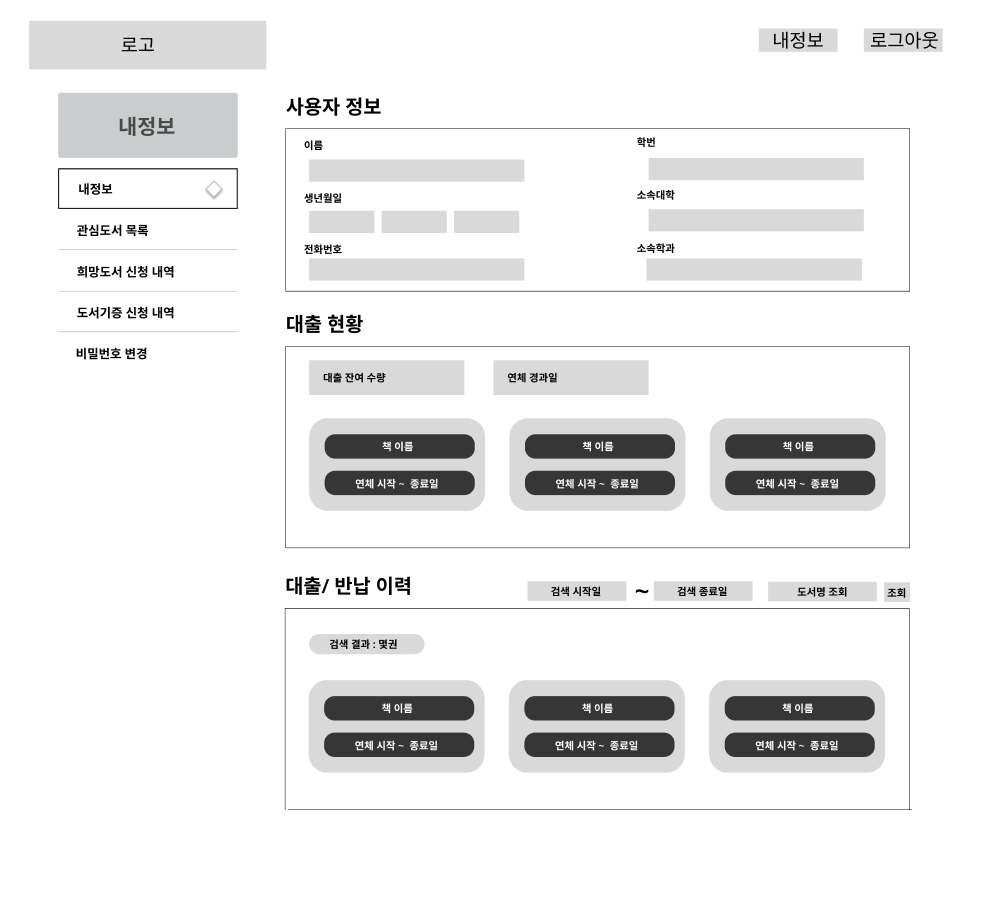 로고
내정보
로그아웃
내정보
내정보
관심도서 목록
희망도서 신청 내역
도서기증 신청 내역
비밀번호 변경
사용자 정보
이름
학번
생년월일
소속대학
전화번호
소속학과
대출 현황
대출 잔여 수량
연체 경과일
책 이름
책 이름
책 이름
연체 시작 ~ 종료일
연체 시작 ~ 종료일
연체 시작 ~ 종료일
대출/ 반납 이력
검색 시작일 ~ 검색 종료일
도서명 조회
조회
검색 결과 : 몇권
책 이름
책 이름
책 이름
연체 시작 ~ 종료일
연체 시작 ~ 종료일
연체 시작 ~ 종료일